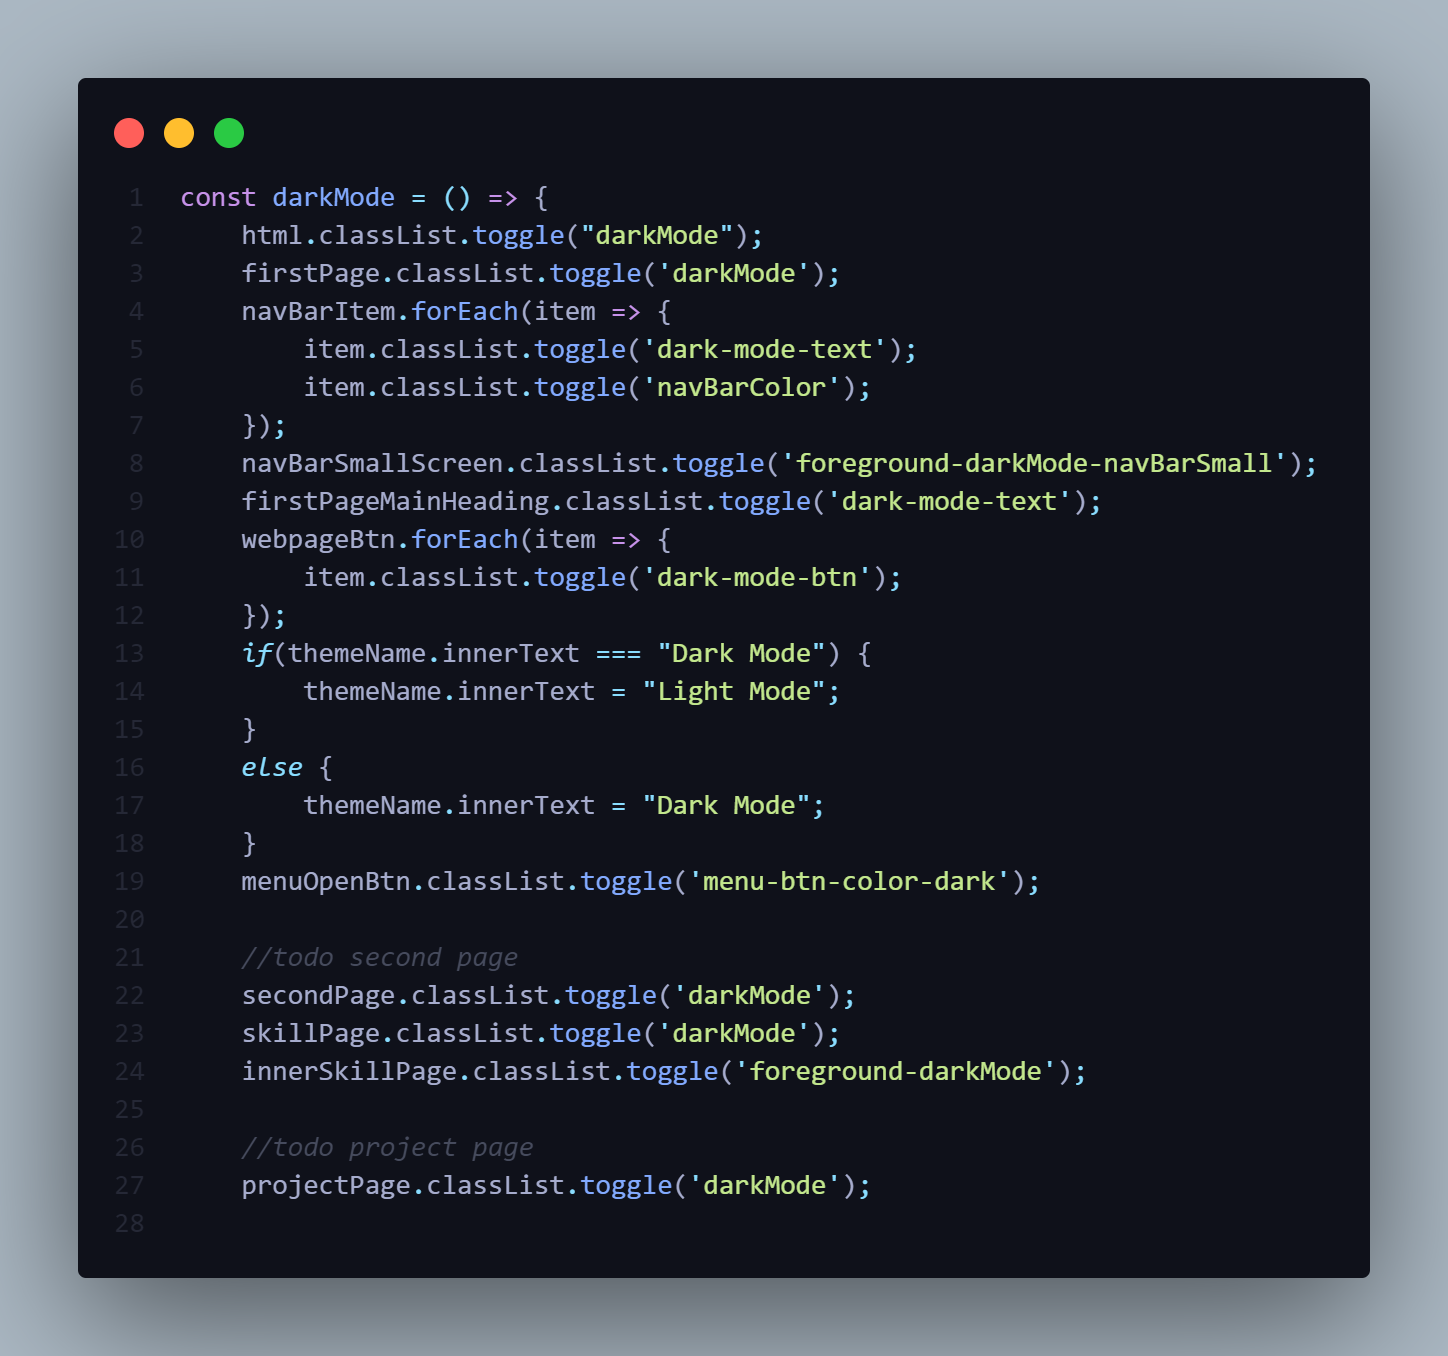 1 const darkMode = () => {
2     html.classList.toggle("darkMode");
3     firstPage.classList.toggle('darkMode');
4     navBarItem.forEach(item => {
5         item.classList.toggle('dark-mode-text');
6         item.classList.toggle('navBarColor');
7     });
8     navBarSmallScreen.classList.toggle('foreground-darkMode-navBarSmall');
9     firstPageMainHeading.classList.toggle('dark-mode-text');
10     webpageBtn.forEach(item => {
11         item.classList.toggle('dark-mode-btn');
12     });
13     if(themeName.innerText === "Dark Mode") {
14         themeName.innerText = "Light Mode";
15     }
16     else {
17         themeName.innerText = "Dark Mode";
18     }
19     menuOpenBtn.classList.toggle('menu-btn-color-dark');
20
21     //todo second page
22     secondPage.classList.toggle('darkMode');
23     skillPage.classList.toggle('darkMode');
24     innerSkillPage.classList.toggle('foreground-darkMode');
25
26     //todo project page
27     projectPage.classList.toggle('darkMode');
28